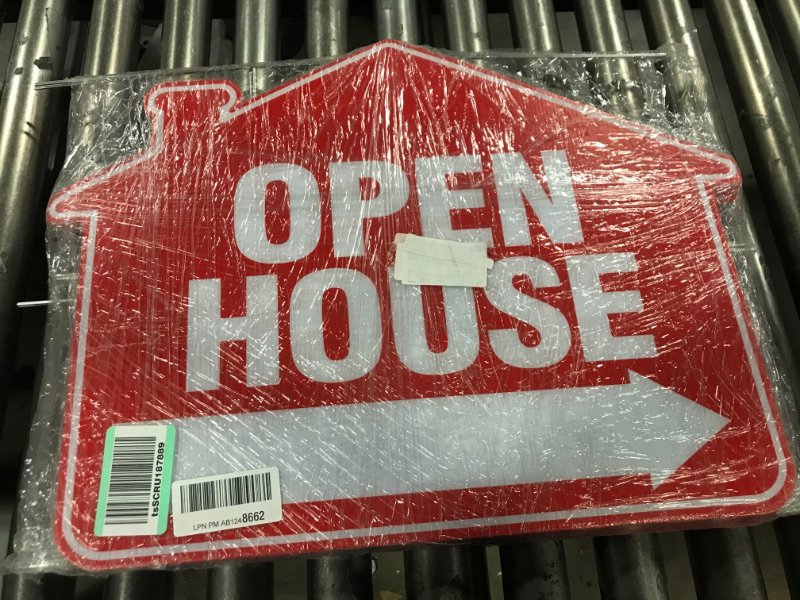 OPEN
HOUSE
tsSCRU187889
LPN PM AB1248662